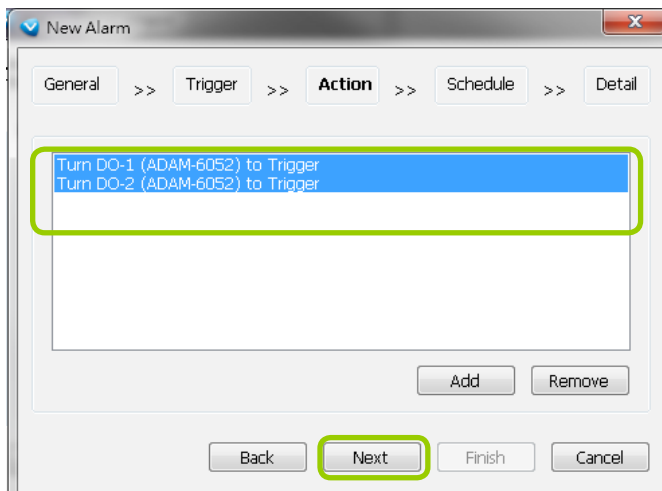 New Alarm
General >> Trigger >> Action >> Schedule >> Detail
Turn DO-1 (ADAM-6052) to Trigger
Turn DO-2 (ADAM-6052) to Trigger
Add Remove
Back Next Finish Cancel